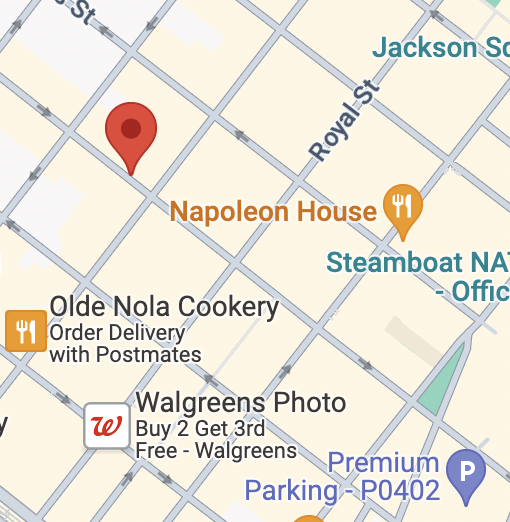 s St
Jackson Sq
Royal St
Napoleon House
Steamboat NAT
- Offic
Olde Nola Cookery
Order Delivery
with Postmates
Walgreens Photo
Buy 2 Get 3rd
Free - Walgreens
W
y
Premium
Parking - P0402
P